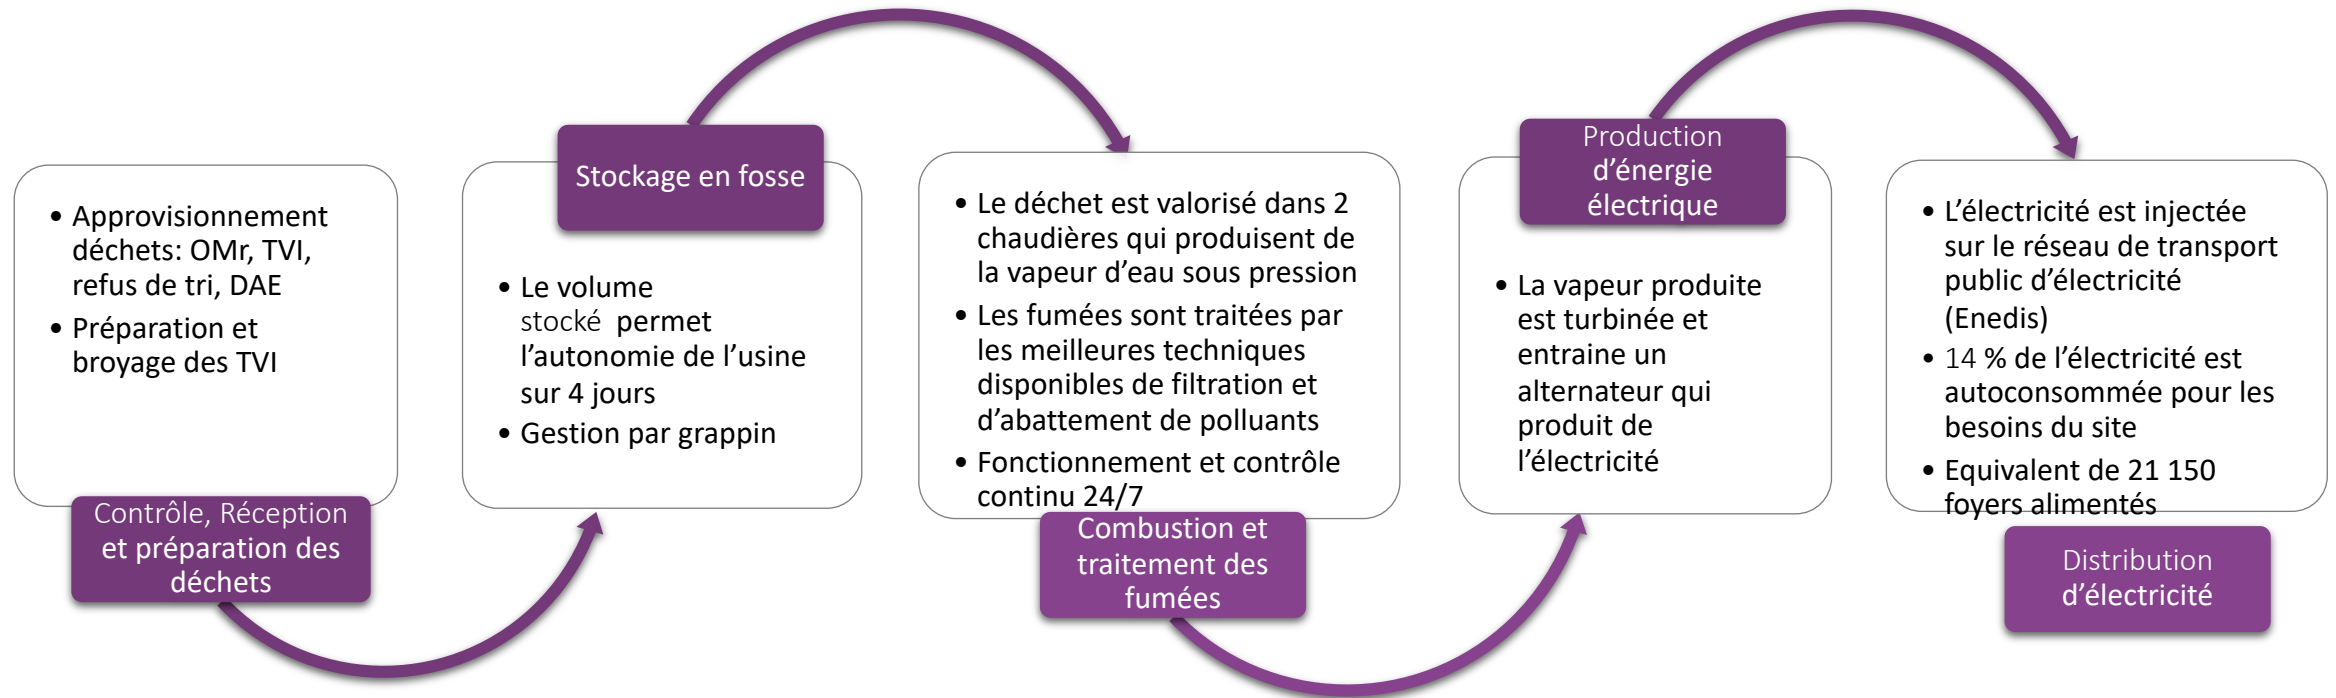 • Approvisionnement
déchets: OMr, TVI,
refus de tri, DAE
• Préparation et
broyage des TVI
Contrôle, Réception
et préparation des
déchets
Stockage en fosse
• Le volume
stocké permet
l’autonomie de l’usine
sur 4 jours
• Gestion par grappin
• Le déchet est valorisé dans 2
chaudières qui produisent de
la vapeur d’eau sous pression
• Les fumées sont traitées par
les meilleures techniques
disponibles de filtration et
d’abattement de polluants
• Fonctionnement et contrôle
continu 24/7
Combustion et
traitement des
fumées
Production
d’énergie
électrique
• La vapeur produite
est turbinée et
entraine un
alternateur qui
produit de
l’électricité
• L’électricité est injectée
sur le réseau de transport
public d’électricité
(Enedis)
• 14 % de l’électricité est
autoconsommée pour les
besoins du site
• Equivalent de 21 150
foyers alimentés
Distribution
d’électricité